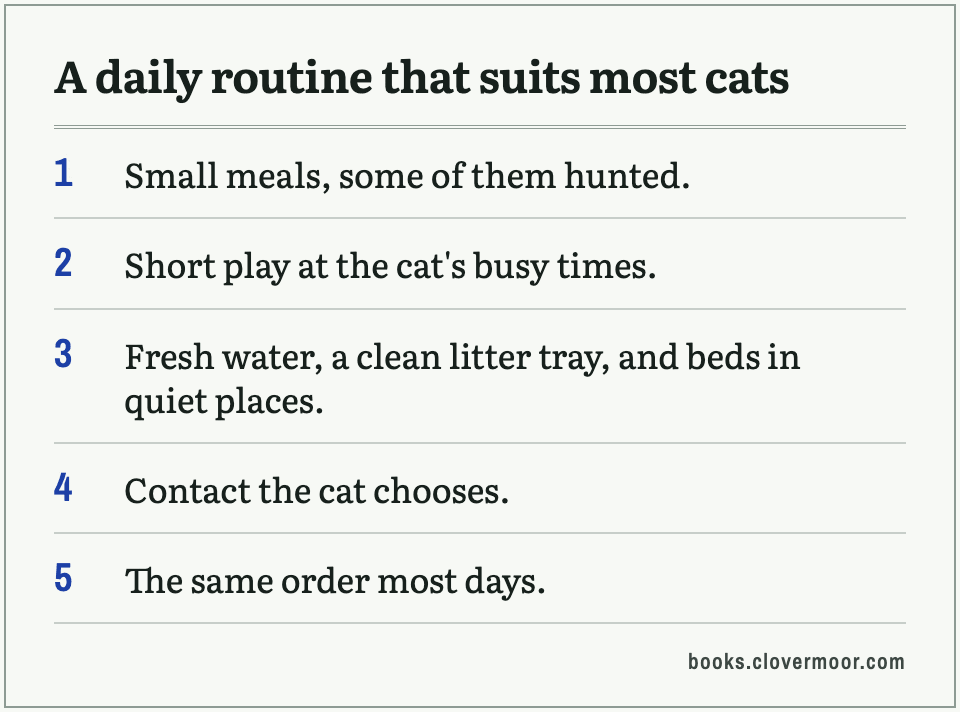 A daily routine that suits most cats
1 Small meals, some of them hunted.
2 Short play at the cat's busy times.
3 Fresh water, a clean litter tray, and beds in
quiet places.
4 Contact the cat chooses.
5 The same order most days.
books.clovermoor.com